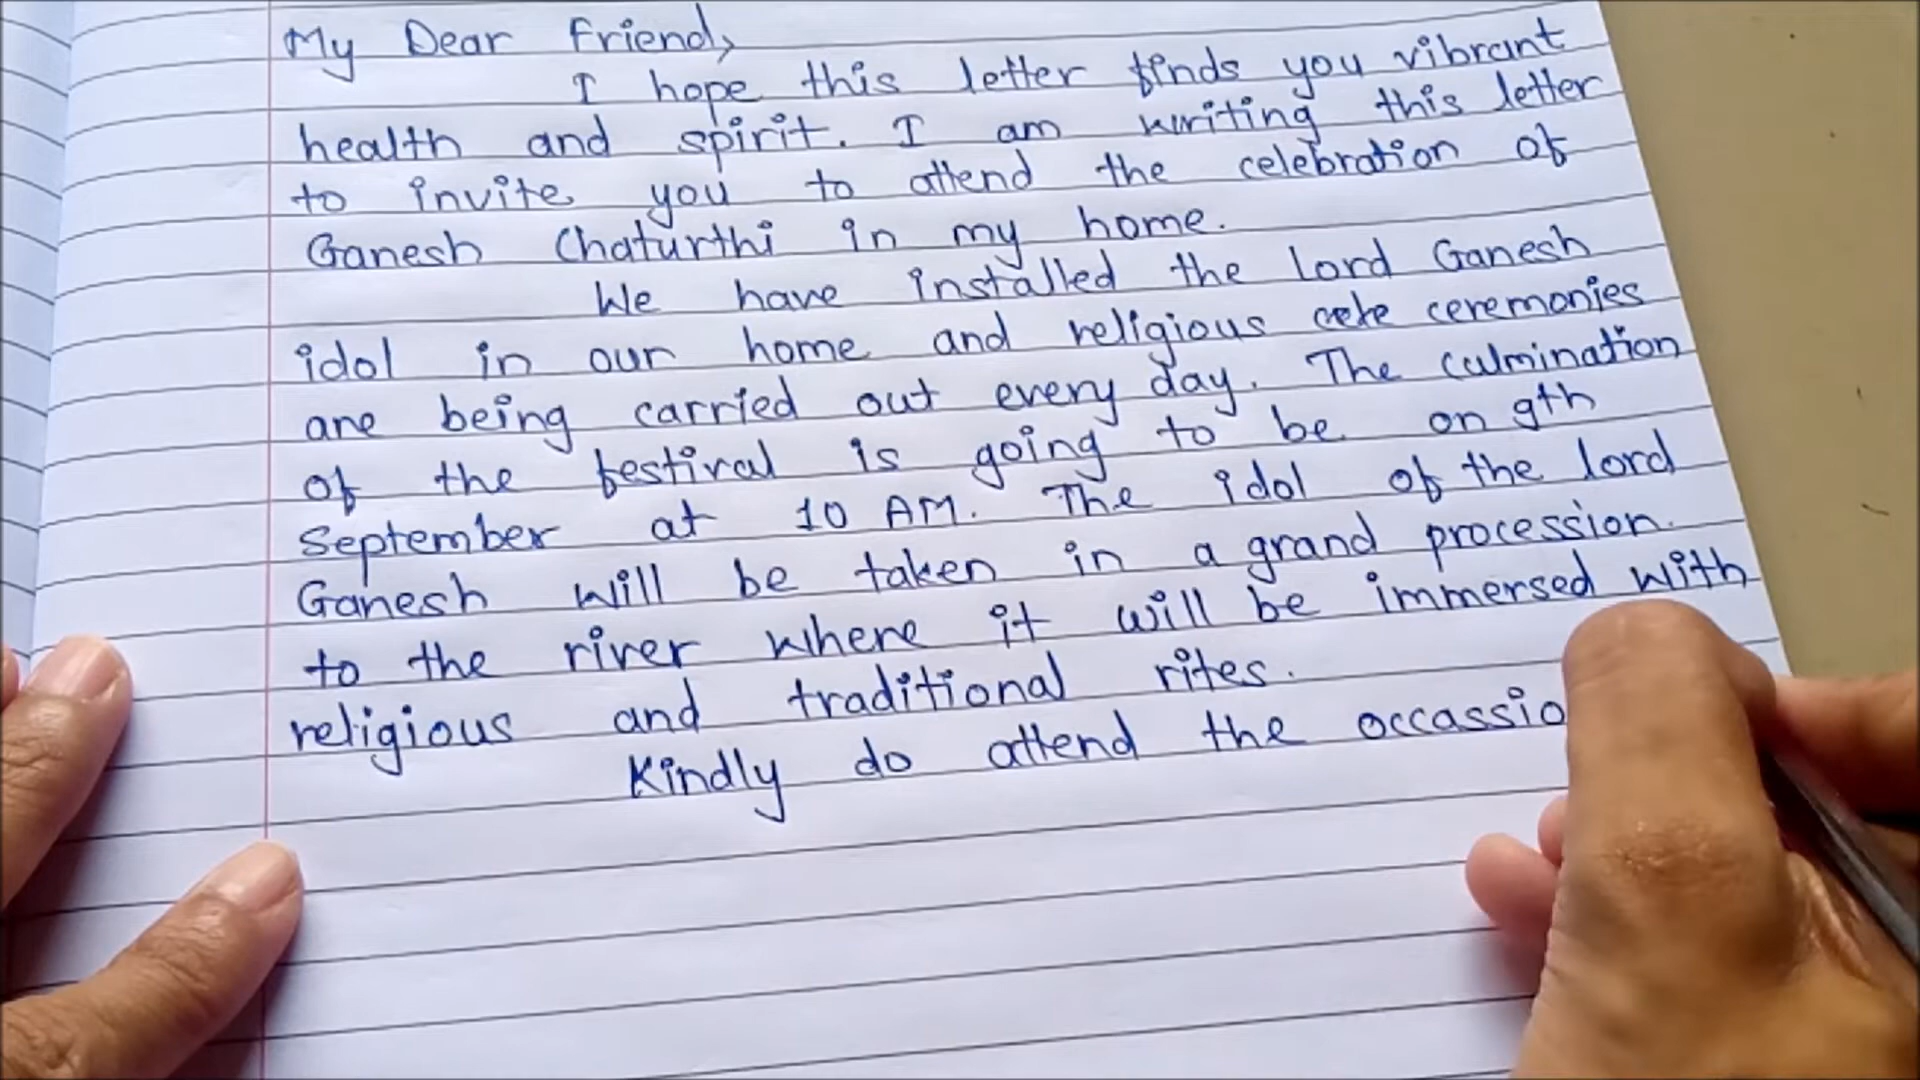 My Dear Friend,
I hope this letter finds you vibrant
health and spirit. I am writing this letter
to invite you to attend the celebration of
Ganesh Chaturthi in my home.
We have installed the lord Ganesh
idol in our home and religious cere ceremonies
are being carried out every day. The culmination
of the festival is going to be on 9th
September at 10 AM. The idol of the lord
Ganesh will be taken in a grand procession.
to the river where it will be immersed with
religious and traditional rites.
Kindly do attend the occassio